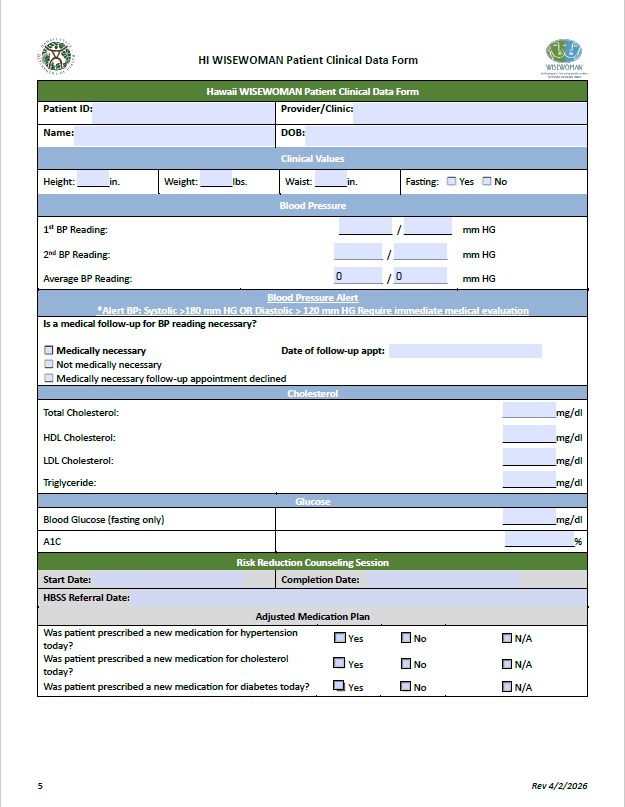 HI WISEWOMAN Patient Clinical Data Form
WISEWOMAN
Hawaii WISEWOMAN Patient Clinical Data Form
Patient ID: Provider/Clinic:
Name: DOB:
Clinical Values
Height: in. Weight: lbs. Waist: in. Fasting: Yes No
Blood Pressure
1st BP Reading: / mm HG
2nd BP Reading: / mm HG
Average BP Reading: 0 / 0 mm HG
Blood Pressure Alert
*Alert BP: Systolic >180 mm HG OR Diastolic > 120 mm HG Require immediate medical evaluation
Is a medical follow-up for BP reading necessary?
Medically necessary Date of follow-up appt:
Not medically necessary
Medically necessary follow-up appointment declined
Cholesterol
Total Cholesterol: mg/dl
HDL Cholesterol: mg/dl
LDL Cholesterol: mg/dl
Triglyceride: mg/dl
Glucose
Blood Glucose (fasting only) mg/dl
A1C %
Risk Reduction Counseling Session
Start Date: Completion Date:
HBSS Referral Date:
Adjusted Medication Plan
Was patient prescribed a new medication for hypertension
today? Yes No N/A
Was patient prescribed a new medication for cholesterol
today? Yes No N/A
Was patient prescribed a new medication for diabetes today? Yes No N/A
5 Rev 4/2/2026